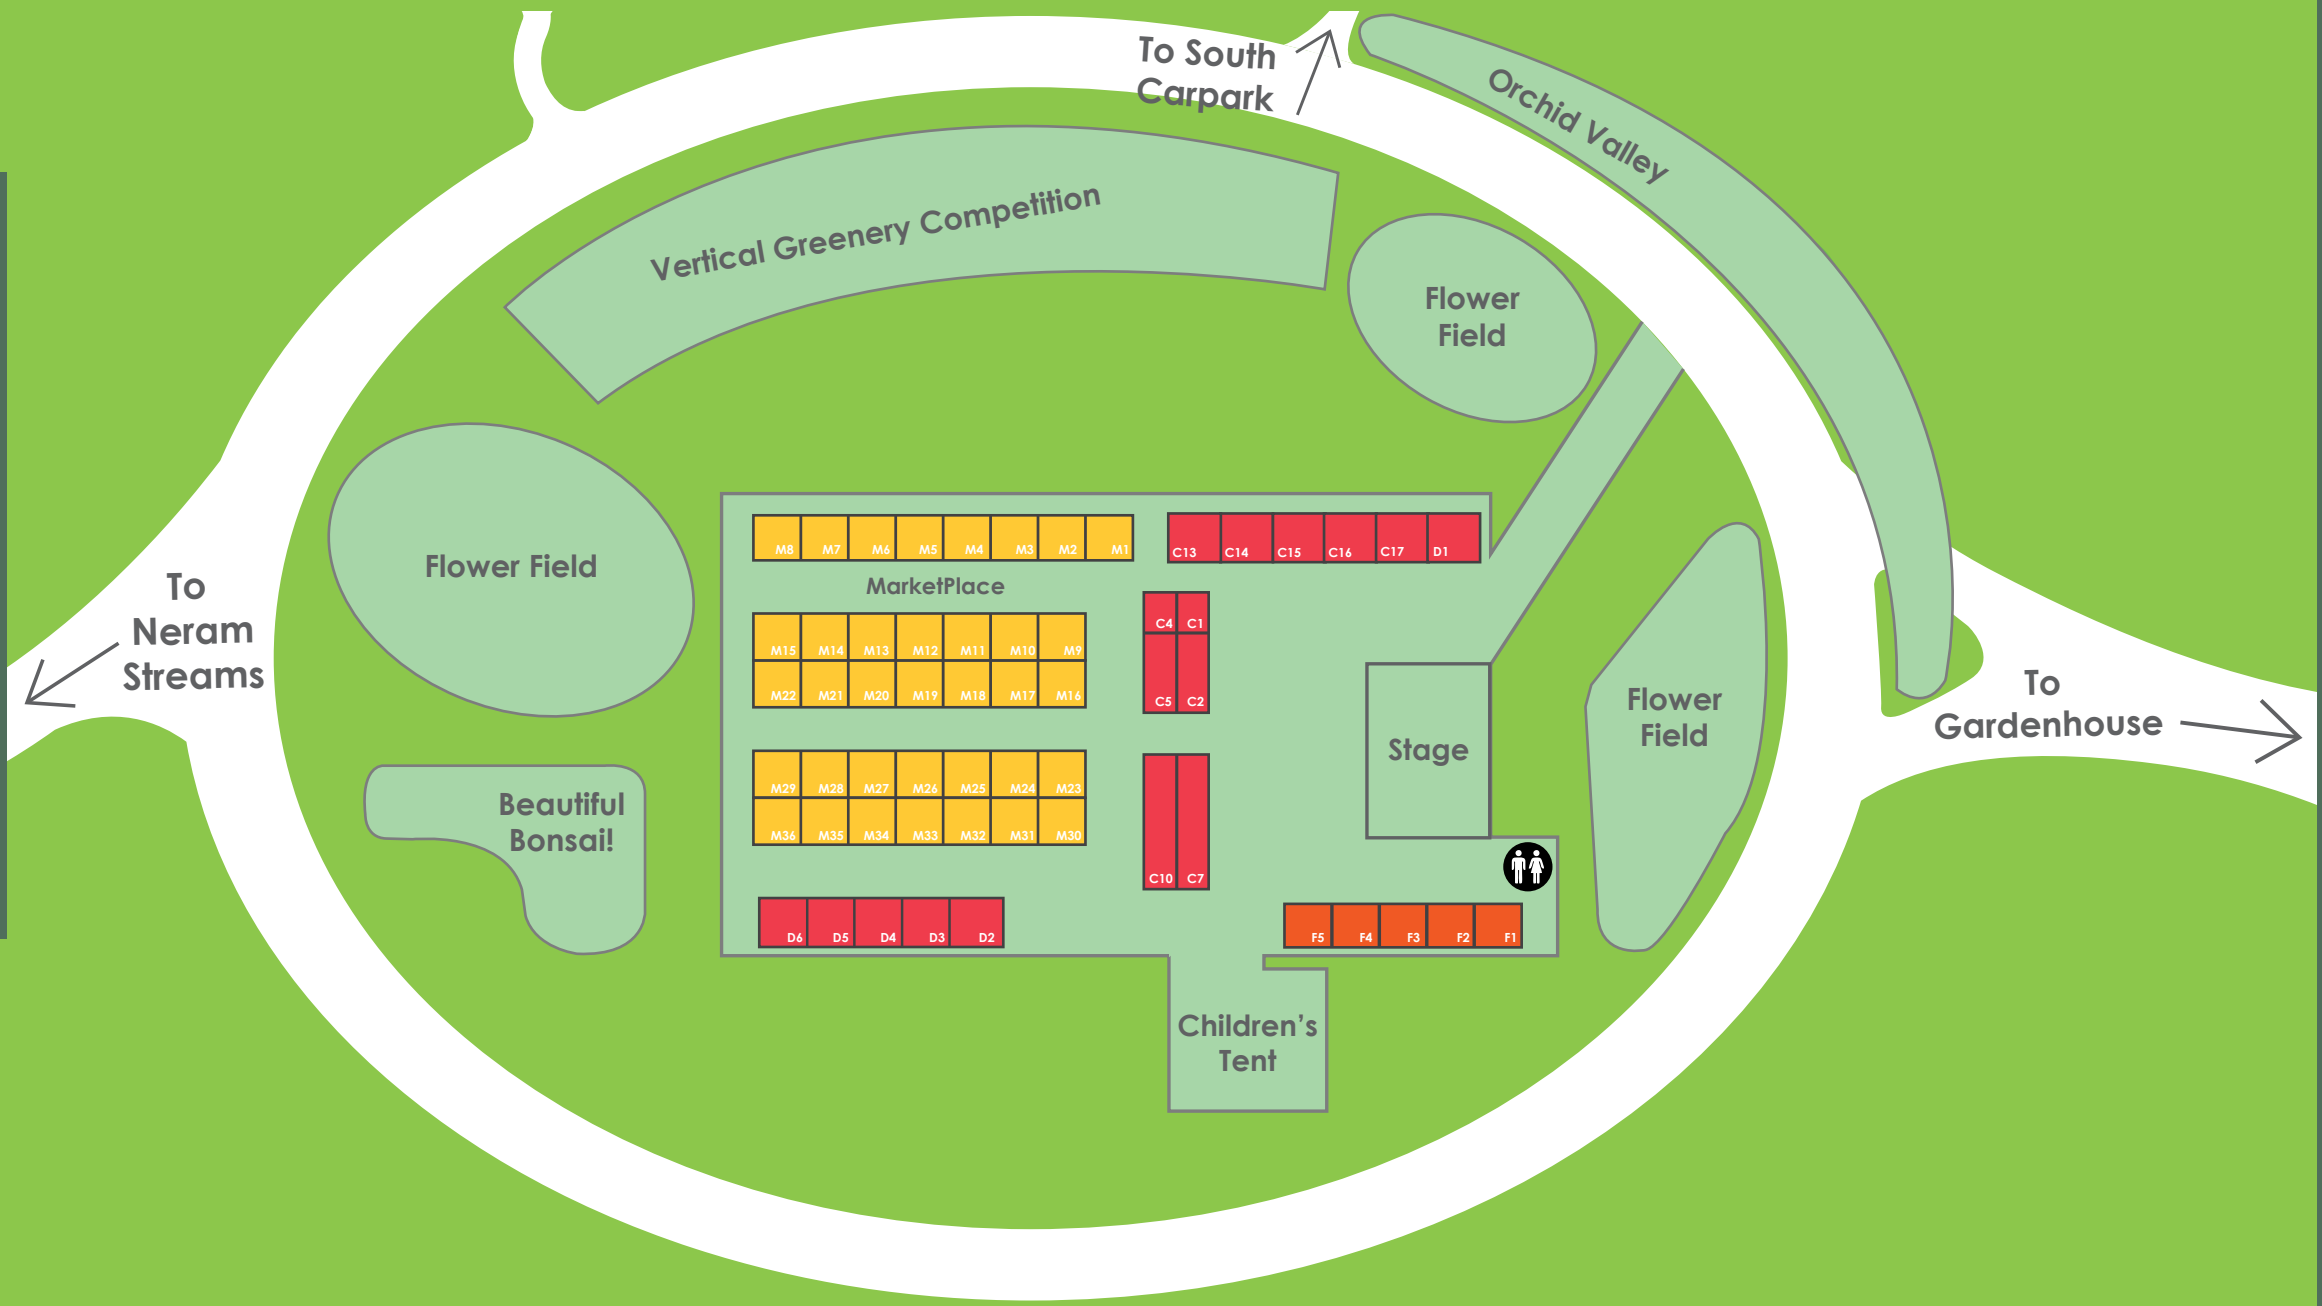 To South
Carpark
Orchid Valley
Vertical Greenery Competition
Flower
Field
Flower Field
To
Neram
Streams
M8 M7 M6 M5 M4 M3 M2 M1
C13 C14 C15 C16 C17 D1
MarketPlace
C4 C1
M15 M14 M13 M12 M11 M10 M9
M22 M21 M20 M19 M18 M17 M16
C5 C2
Stage
Flower
Field
To
Gardenhouse
Beautiful
Bonsai!
M29 M28 M27 M26 M25 M24 M23
M36 M35 M34 M33 M32 M31 M30
C10 C7
D6 D5 D4 D3 D2
F5 F4 F3 F2 F1
Children's
Tent